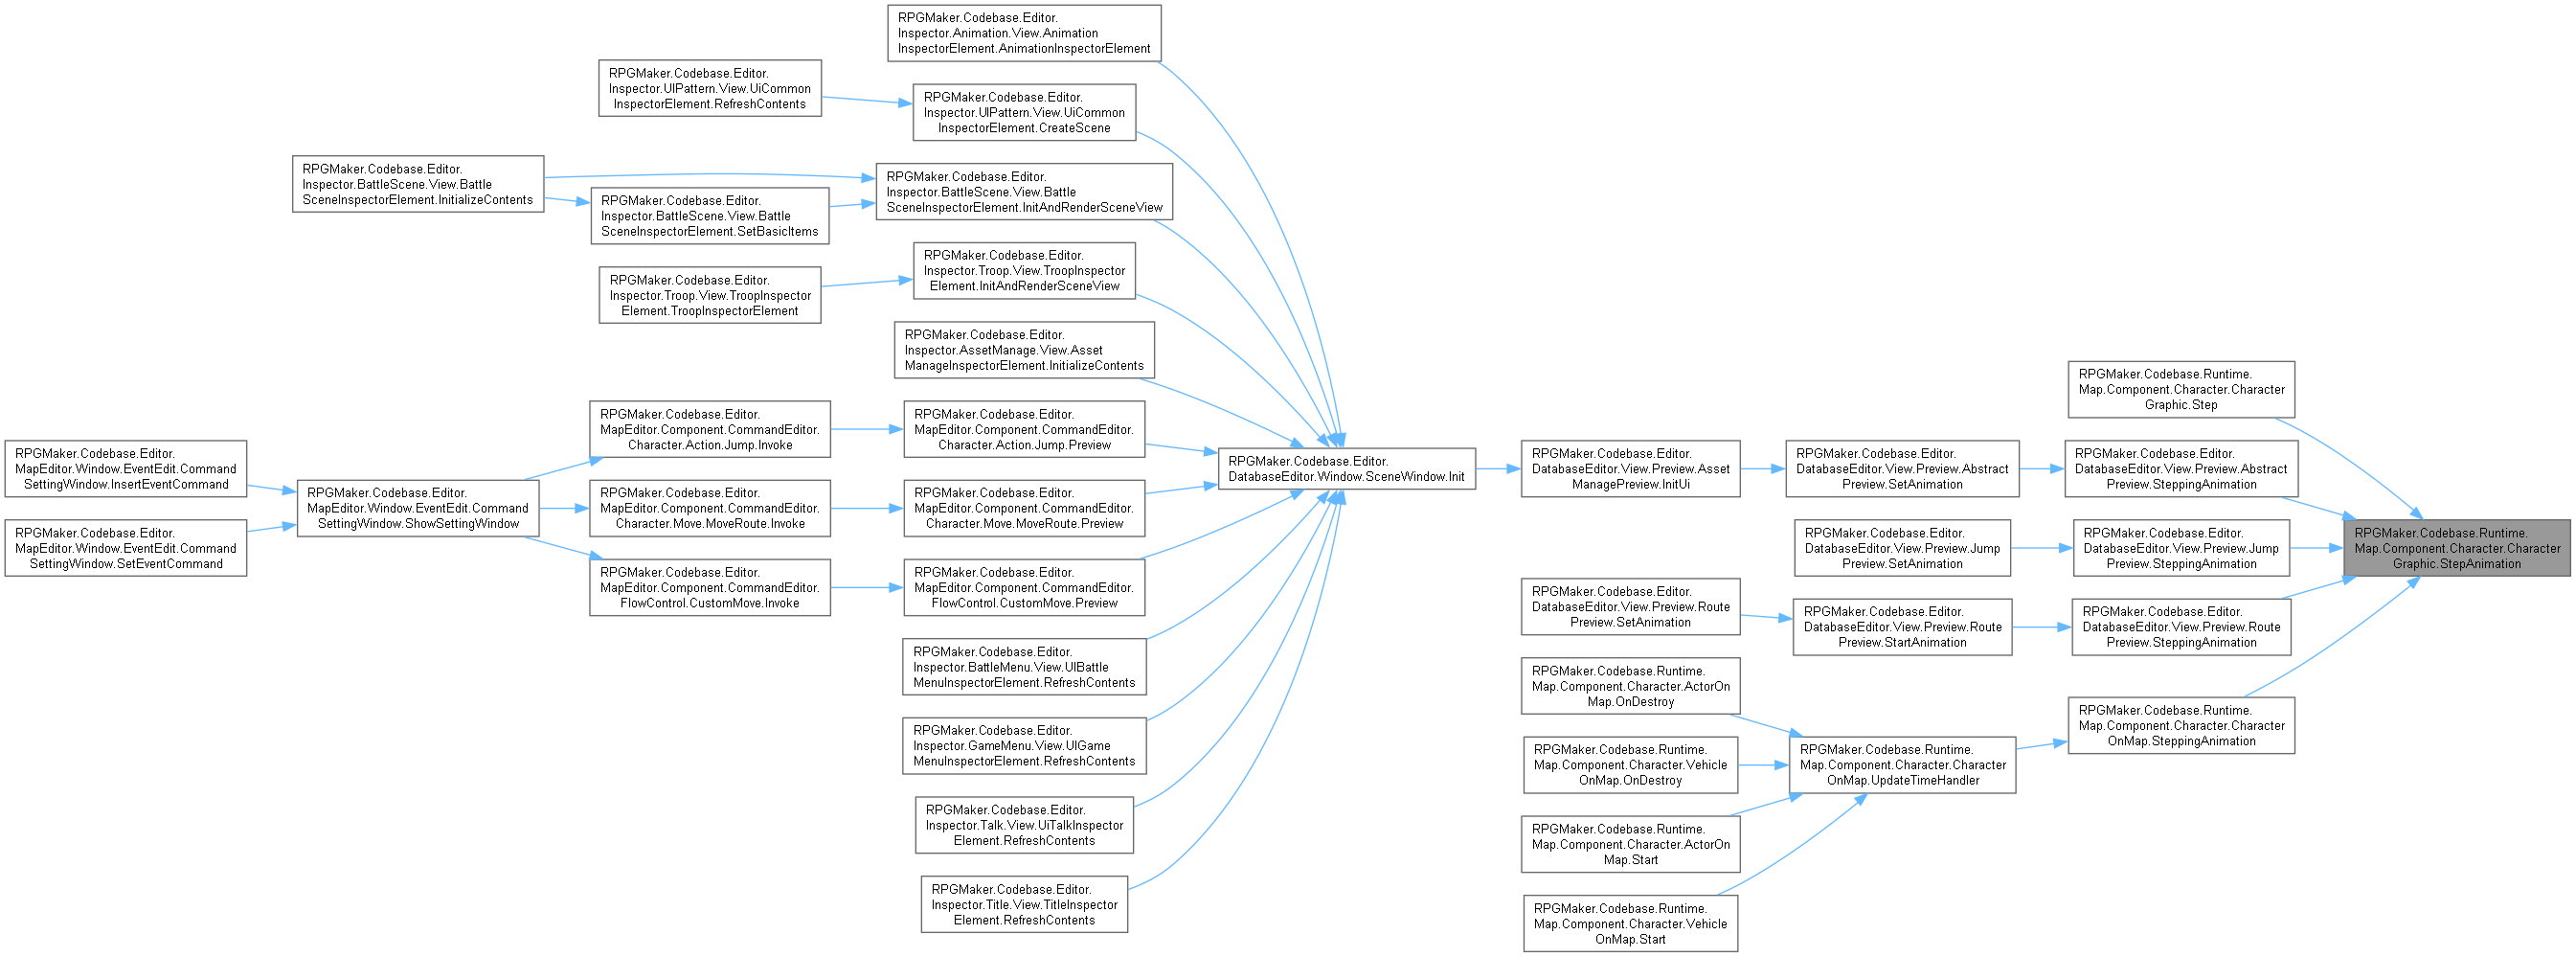 RPGMaker.Codebase.Editor.
Inspector.Animation.View.Animation
InspectorElement.AnimationInspectorElement
RPGMaker.Codebase.Editor.
Inspector.UIPattern.View.UiCommon
InspectorElement.RefreshContents
RPGMaker.Codebase.Editor.
Inspector.UIPattern.View.UiCommon
InspectorElement.CreateScene
RPGMaker.Codebase.Editor.
Inspector.BattleScene.View.Battle
SceneInspectorElement.InitializeContents
RPGMaker.Codebase.Editor.
Inspector.BattleScene.View.Battle
SceneInspectorElement.SetBasicItems
RPGMaker.Codebase.Editor.
Inspector.BattleScene.View.Battle
SceneInspectorElement.InitAndRenderSceneView
RPGMaker.Codebase.Editor.
Inspector.Troop.View.TroopInspector
Element.TroopInspectorElement
RPGMaker.Codebase.Editor.
Inspector.Troop.View.TroopInspector
Element.InitAndRenderSceneView
RPGMaker.Codebase.Editor.
Inspector.AssetManage.View.Asset
ManageInspectorElement.InitializeContents
RPGMaker.Codebase.Editor.
MapEditor.Window.EventEdit.Command
SettingWindow.InsertEventCommand
RPGMaker.Codebase.Editor.
MapEditor.Window.EventEdit.Command
SettingWindow.SetEventCommand
RPGMaker.Codebase.Editor.
MapEditor.Window.EventEdit.Command
SettingWindow.ShowSettingWindow
RPGMaker.Codebase.Editor.
MapEditor.Component.CommandEditor.
Character.Action.Jump.Invoke
RPGMaker.Codebase.Editor.
MapEditor.Component.CommandEditor.
Character.Action.Jump.Preview
RPGMaker.Codebase.Editor.
MapEditor.Component.CommandEditor.
Character.Move.MoveRoute.Invoke
RPGMaker.Codebase.Editor.
MapEditor.Component.CommandEditor.
Character.Move.MoveRoute.Preview
RPGMaker.Codebase.Editor.
MapEditor.Component.CommandEditor.
FlowControl.CustomMove.Invoke
RPGMaker.Codebase.Editor.
MapEditor.Component.CommandEditor.
FlowControl.CustomMove.Preview
RPGMaker.Codebase.Editor.
Inspector.BattleMenu.View.UIBattle
MenuInspectorElement.RefreshContents
RPGMaker.Codebase.Editor.
Inspector.GameMenu.View.UIGame
MenuInspectorElement.RefreshContents
RPGMaker.Codebase.Editor.
Inspector.Talk.View.UiTalkInspector
Element.RefreshContents
RPGMaker.Codebase.Editor.
Inspector.Title.View.TitleInspector
Element.RefreshContents
RPGMaker.Codebase.Editor.
DatabaseEditor.Window.SceneWindow.Init
RPGMaker.Codebase.Editor.
DatabaseEditor.View.Preview.Asset
ManagePreview.InitUi
RPGMaker.Codebase.Editor.
DatabaseEditor.View.Preview.Abstract
Preview.SetAnimation
RPGMaker.Codebase.Runtime.
Map.Component.Character.Character
Graphic.Step
RPGMaker.Codebase.Editor.
DatabaseEditor.View.Preview.Abstract
Preview.SteppingAnimation
RPGMaker.Codebase.Editor.
DatabaseEditor.View.Preview.Jump
Preview.SetAnimation
RPGMaker.Codebase.Editor.
DatabaseEditor.View.Preview.Jump
Preview.SteppingAnimation
RPGMaker.Codebase.Runtime.
Map.Component.Character.Character
Graphic.StepAnimation
RPGMaker.Codebase.Editor.
DatabaseEditor.View.Preview.Route
Preview.SetAnimation
RPGMaker.Codebase.Editor.
DatabaseEditor.View.Preview.Route
Preview.StartAnimation
RPGMaker.Codebase.Editor.
DatabaseEditor.View.Preview.Route
Preview.SteppingAnimation
RPGMaker.Codebase.Runtime.
Map.Component.Character.ActorOn
Map.OnDestroy
RPGMaker.Codebase.Runtime.
Map.Component.Character.Vehicle
OnMap.OnDestroy
RPGMaker.Codebase.Runtime.
Map.Component.Character.Character
OnMap.UpdateTimeHandler
RPGMaker.Codebase.Runtime.
Map.Component.Character.Character
OnMap.SteppingAnimation
RPGMaker.Codebase.Runtime.
Map.Component.Character.ActorOn
Map.Start
RPGMaker.Codebase.Runtime.
Map.Component.Character.Vehicle
OnMap.Start